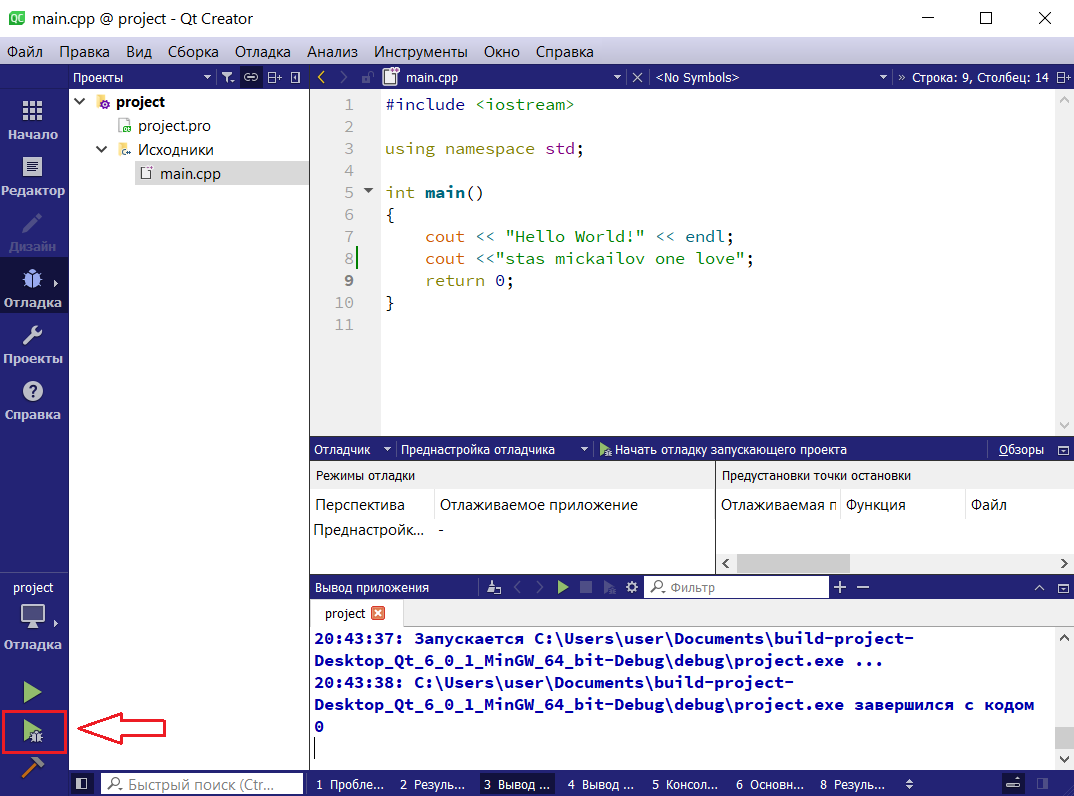 main.cpp @ project - Qt Creator
Файл Правка Вид Сборка Отладка Анализ Инструменты Окно Справка
Проекты
main.cpp
<No Symbols>
» Строка: 9, Столбец: 14
Начало
Редактор
Дизайн
Отладка
Проекты
Справка
project
project.pro
Исходники
main.cpp
1 #include <iostream>
2
3 using namespace std;
4
5 int main()
6 {
7 cout << "Hello World!" << endl;
8 cout <<"stas mickailov one love";
9 return 0;
10 }
11
Отладчик Преднастройка отладчика Начать отладку запускающего проекта Обзоры
Режимы отладки
Перспектива Отлаживаемое приложение
Преднастройк... -
Предустановки точки остановки
Отлаживаемая п Функция Файл
Вывод приложения Фильтр
project
20:43:37: Запускается C:\Users\user\Documents\build-project-
Desktop_Qt_6_0_1_MinGW_64_bit-Debug\debug\project.exe ...
20:43:38: C:\Users\user\Documents\build-project-
Desktop_Qt_6_0_1_MinGW_64_bit-Debug\debug\project.exe завершился с кодом
0
project
Отладка
Быстрый поиск (Ctr...
1 Пробле... 2 Резуль... 3 Вывод ... 4 Вывод ... 5 Консол... 6 Основн... 8 Резуль...